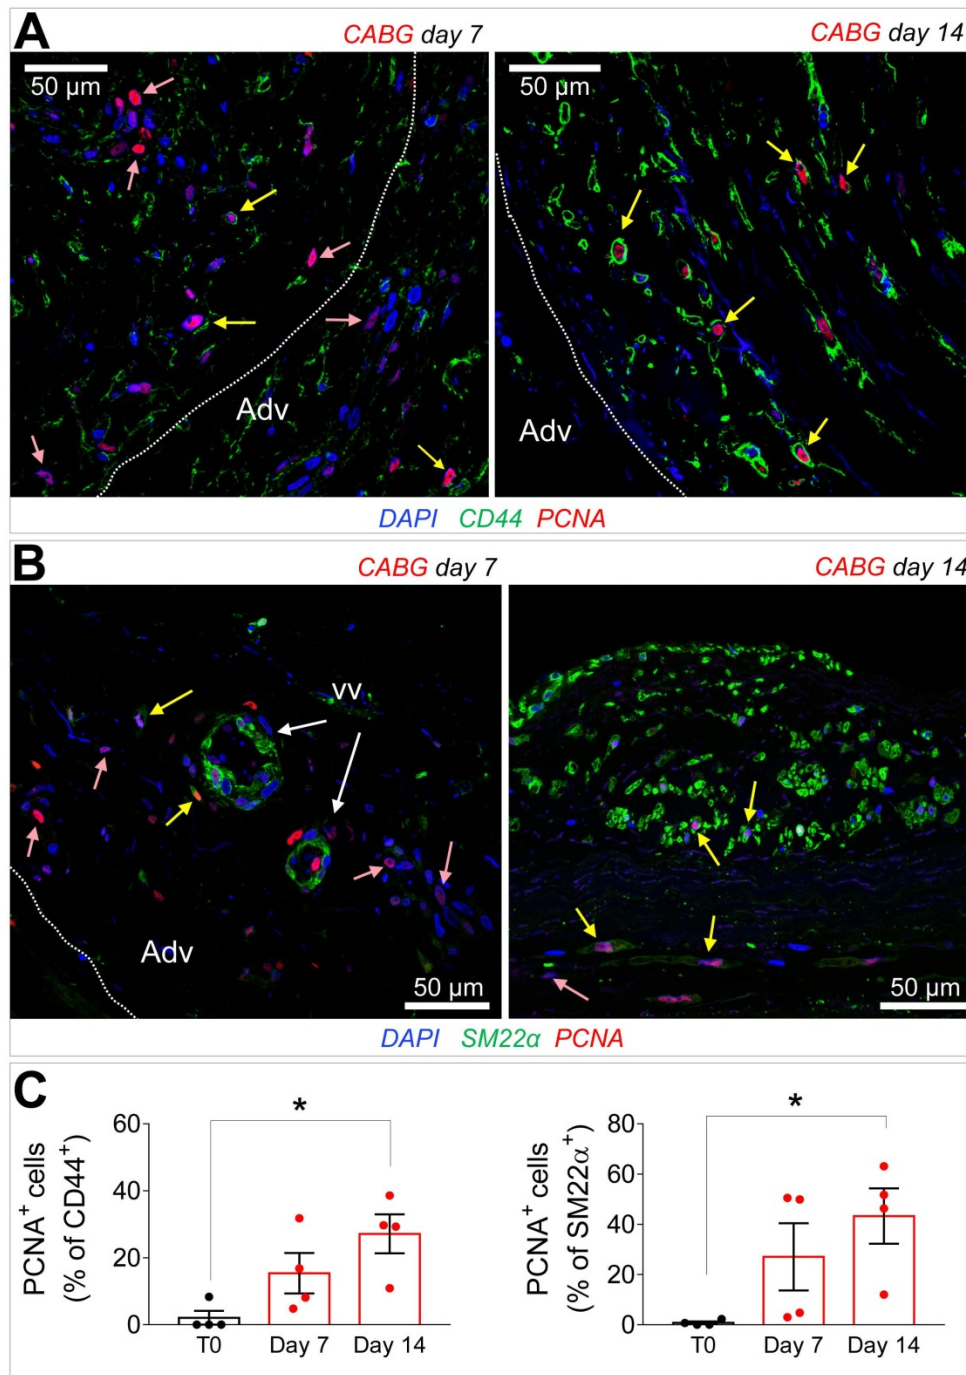 A
CABG day 7
CABG day 14
50 µm
50 µm
Adv
Adv
DAPI CD44 PCNA
B
CABG day 7
CABG day 14
vv
Adv
50 µm
50 µm
DAPI SM22α PCNA
C
PCNA⁺ cells
(% of CD44⁺)
60
40
20
0
*
T0 Day 7 Day 14
PCNA⁺ cells
(% of SM22α⁺)
80
60
40
20
0
*
T0 Day 7 Day 14